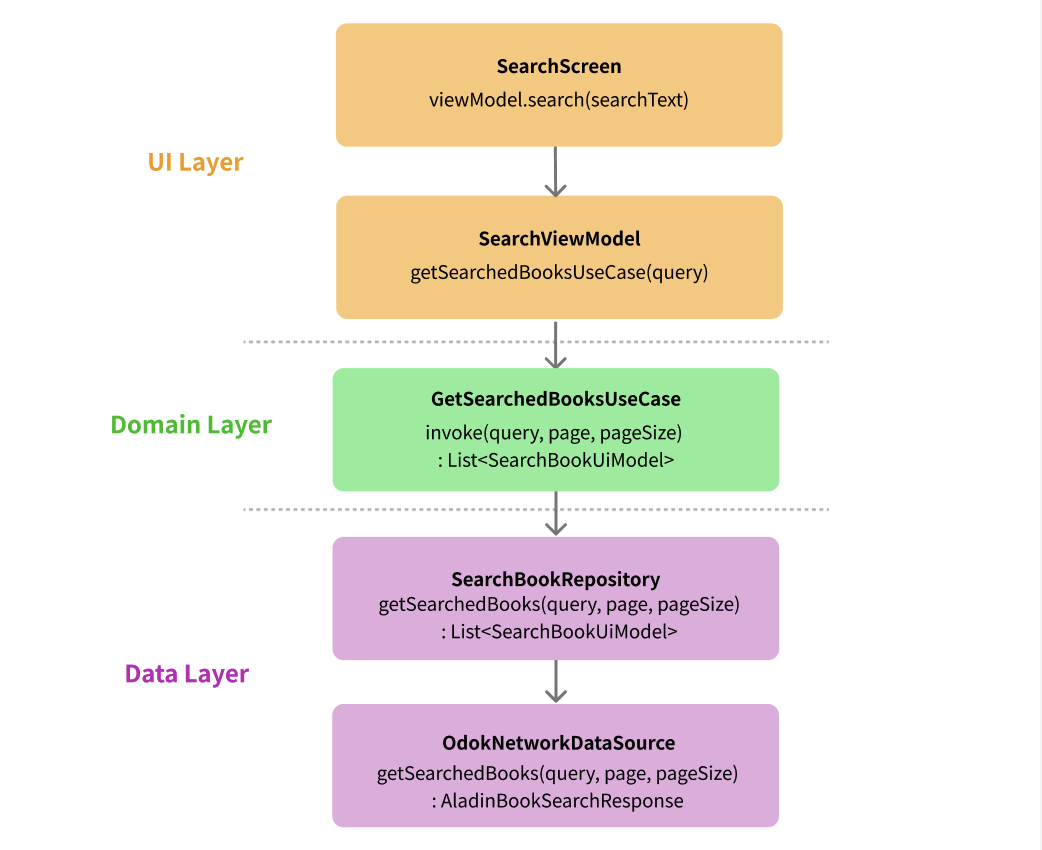 SearchScreen
viewModel.search(searchText)
UI Layer
SearchViewModel
getSearchedBooksUseCase(query)
GetSearchedBooksUseCase
Domain Layer
invoke(query, page, pageSize)
: List<SearchBookUiModel>
SearchBookRepository
getSearchedBooks(query, page, pageSize)
: List<SearchBookUiModel>
Data Layer
OdokNetworkDataSource
getSearchedBooks(query, page, pageSize)
: AladinBookSearchResponse